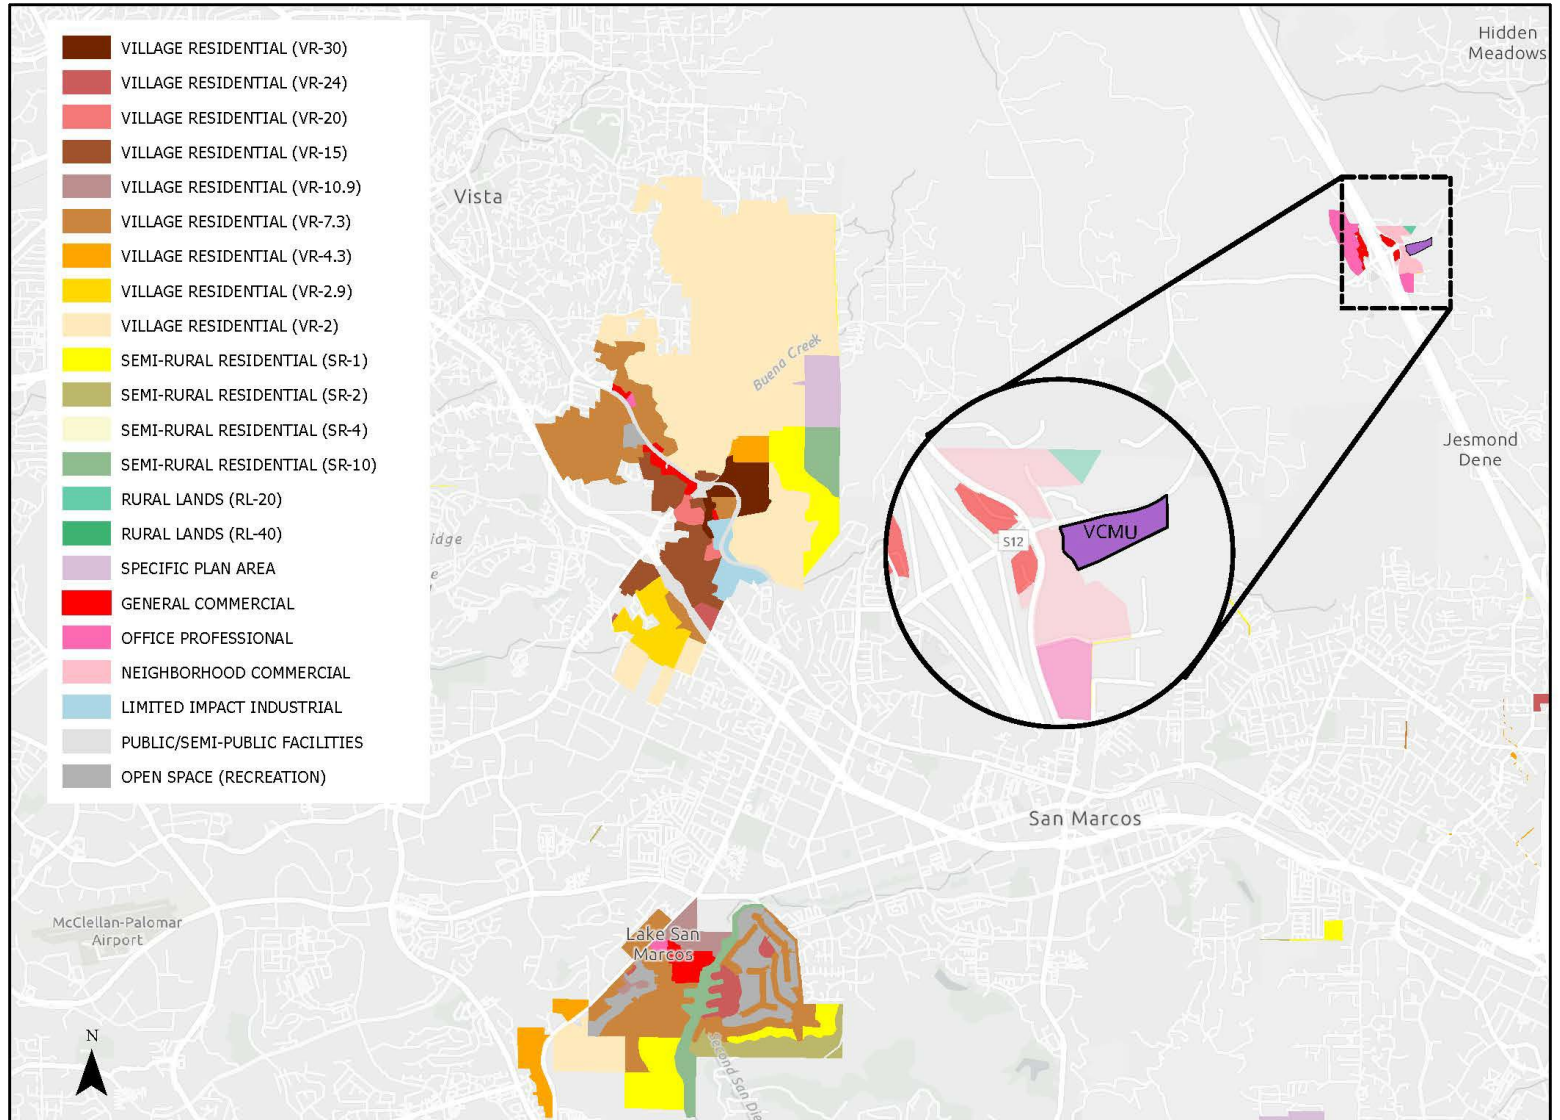 VILLAGE RESIDENTIAL (VR-30)
VILLAGE RESIDENTIAL (VR-24)
VILLAGE RESIDENTIAL (VR-20)
VILLAGE RESIDENTIAL (VR-15)
VILLAGE RESIDENTIAL (VR-10.9)
VILLAGE RESIDENTIAL (VR-7.3)
VILLAGE RESIDENTIAL (VR-4.3)
VILLAGE RESIDENTIAL (VR-2.9)
VILLAGE RESIDENTIAL (VR-2)
SEMI-RURAL RESIDENTIAL (SR-1)
SEMI-RURAL RESIDENTIAL (SR-2)
SEMI-RURAL RESIDENTIAL (SR-4)
SEMI-RURAL RESIDENTIAL (SR-10)
RURAL LANDS (RL-20)
RURAL LANDS (RL-40)
SPECIFIC PLAN AREA
GENERAL COMMERCIAL
OFFICE PROFESSIONAL
NEIGHBORHOOD COMMERCIAL
LIMITED IMPACT INDUSTRIAL
PUBLIC/SEMI-PUBLIC FACILITIES
OPEN SPACE (RECREATION)
Hidden
Meadows
Vista
Buena Creek
Jesmond
Dene
S12
VCMU
San Marcos
McClellan-Palomar
Airport
Lake San
Marcos
Second San Die
N